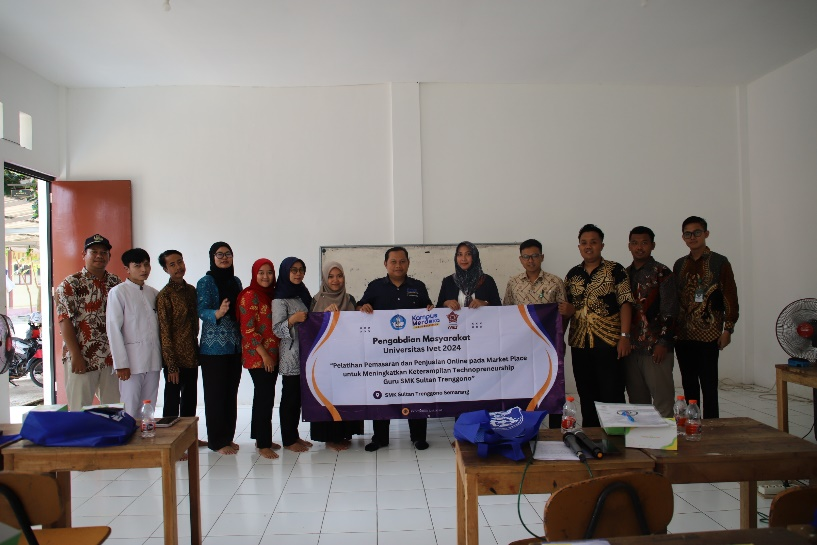 Kampus
Merdeka
IVET
Pengabdian Masyarakat
Universitas Ivet 2024
"Pelatihan Pemasaran dan Penjualan Online pada Market Place
untuk Meningkatkan Keterampilan Technopreneurship
Guru SMK Sultan Trenggono"
SMK Sultan Trenggono Semarang